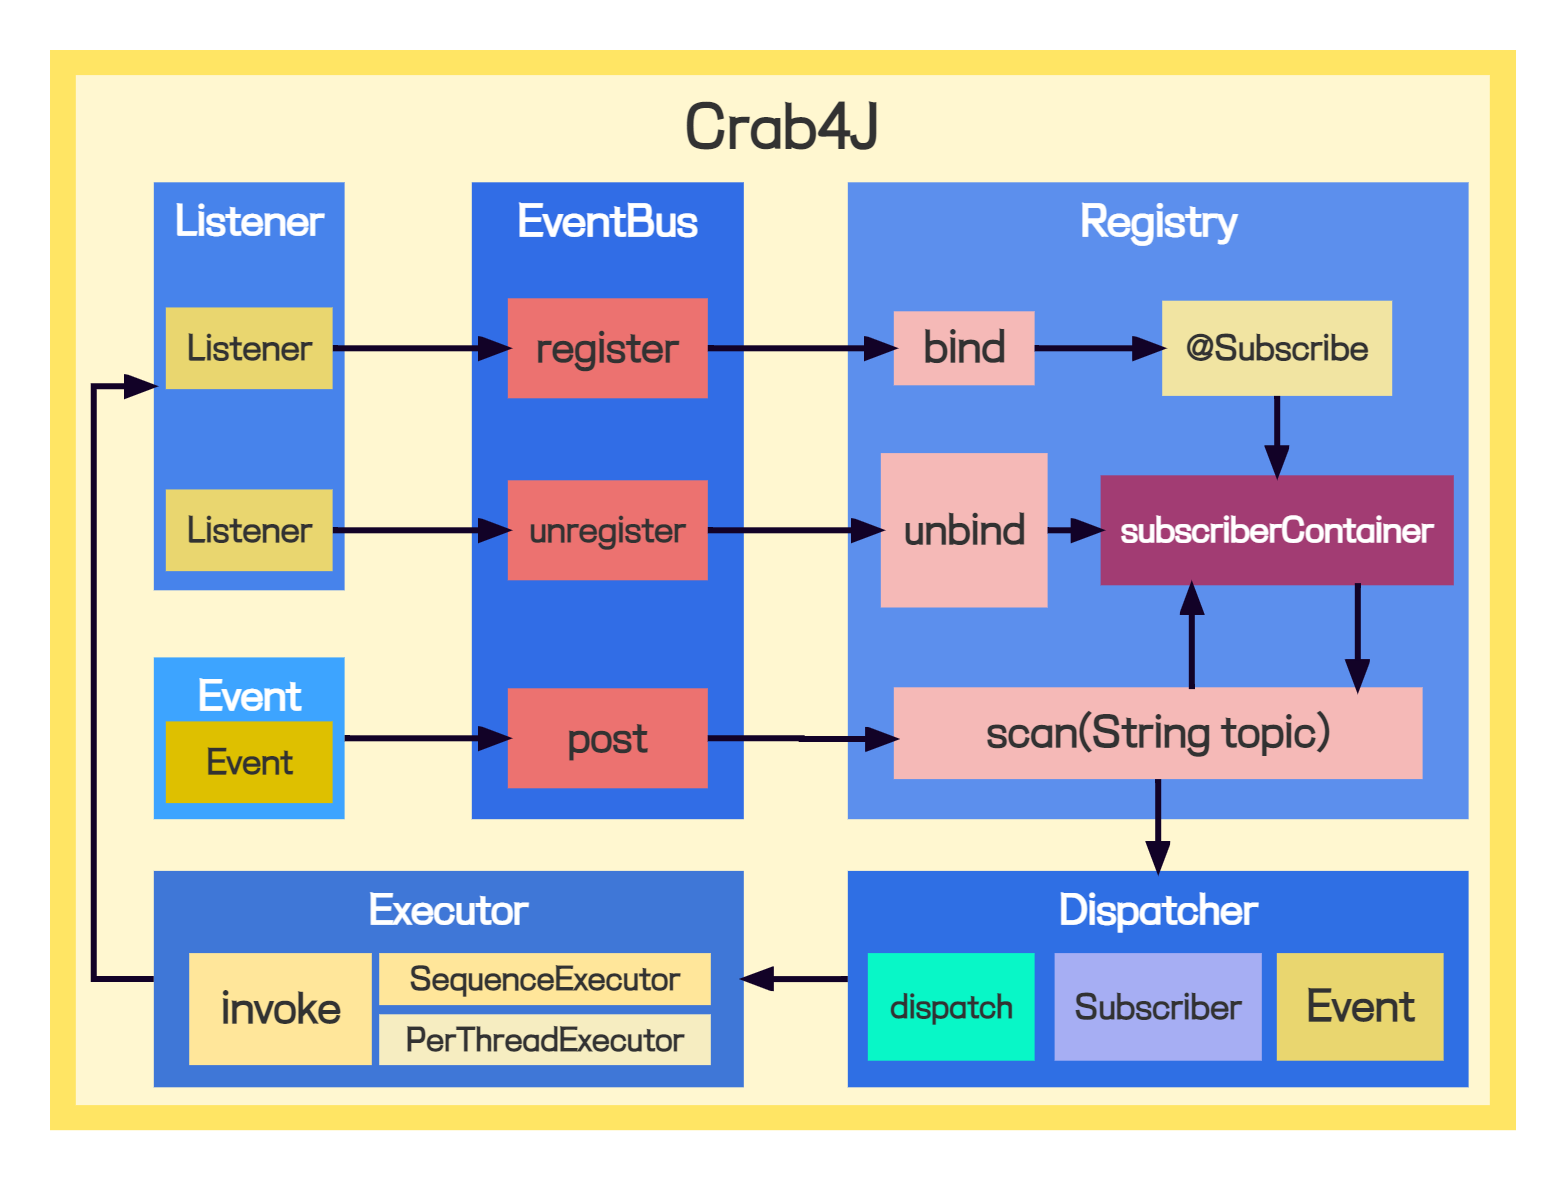 Crab4J
Listener
EventBus
Registry
Listener
register
bind
@Subscribe
Listener
unregister
unbind
subscriberContainer
Event
Event
post
scan(String topic)
Executor
invoke
SequenceExecutor
PerThreadExecutor
Dispatcher
dispatch
Subscriber
Event